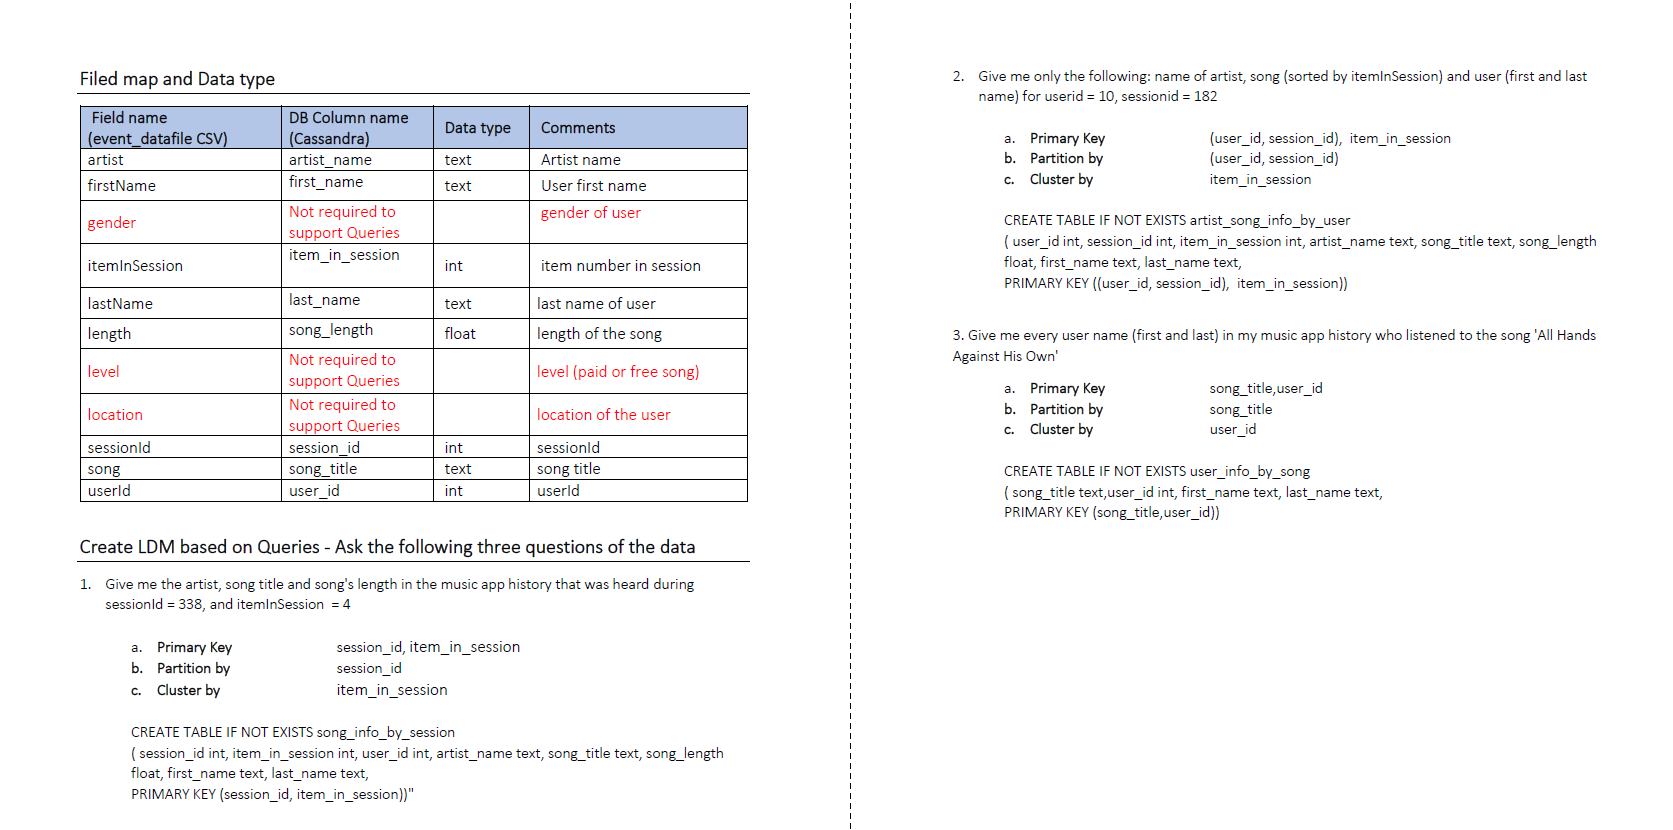 Filed map and Data type
Field name
(event_datafile CSV)
DB Column name
(Cassandra)
Data type
Comments
artist
artist_name
text
Artist name
firstName
first_name
text
User first name
gender
Not required to
support Queries
gender of user
itemInSession
item_in_session
int
item number in session
lastName
last_name
text
last name of user
length
song_length
float
length of the song
level
Not required to
support Queries
level (paid or free song)
location
Not required to
support Queries
location of the user
sessionId
session_id
int
sessionId
song
song_title
text
song title
userId
user_id
int
userId
Create LDM based on Queries - Ask the following three questions of the data
1. Give me the artist, song title and song's length in the music app history that was heard during
sessionId = 338, and itemInSession = 4
a. Primary Key session_id, item_in_session
b. Partition by session_id
c. Cluster by item_in_session
CREATE TABLE IF NOT EXISTS song_info_by_session
( session_id int, item_in_session int, user_id int, artist_name text, song_title text, song_length
float, first_name text, last_name text,
PRIMARY KEY (session_id, item_in_session))"
2. Give me only the following: name of artist, song (sorted by itemInSession) and user (first and last
name) for userid = 10, sessionid = 182
a. Primary Key (user_id, session_id), item_in_session
b. Partition by (user_id, session_id)
c. Cluster by item_in_session
CREATE TABLE IF NOT EXISTS artist_song_info_by_user
( user_id int, session_id int, item_in_session int, artist_name text, song_title text, song_length
float, first_name text, last_name text,
PRIMARY KEY ((user_id, session_id), item_in_session))
3. Give me every user name (first and last) in my music app history who listened to the song 'All Hands
Against His Own'
a. Primary Key song_title,user_id
b. Partition by song_title
c. Cluster by user_id
CREATE TABLE IF NOT EXISTS user_info_by_song
( song_title text,user_id int, first_name text, last_name text,
PRIMARY KEY (song_title,user_id))